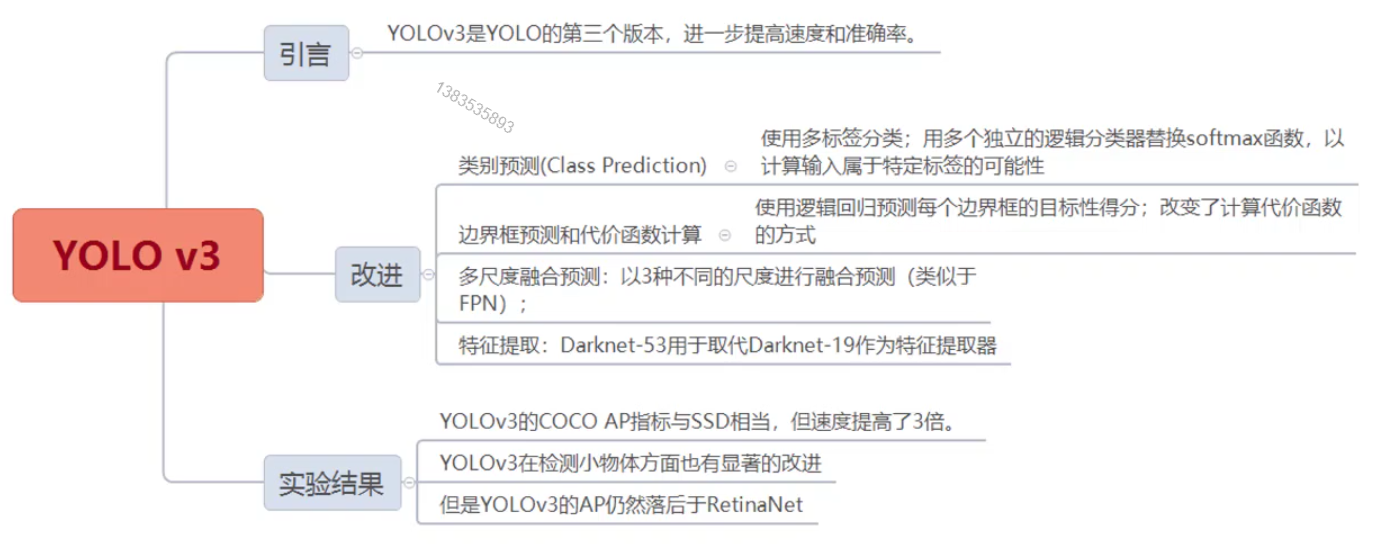 YOLOv3是YOLO的第三个版本，进一步提高速度和准确率。
引言
1383535893
使用多标签分类；用多个独立的逻辑分类器替换softmax函数，以
计算输入属于特定标签的可能性
类别预测(Class Prediction)
使用逻辑回归预测每个边界框的目标性得分；改变了计算代价函数
的方式
边界框预测和代价函数计算
YOLO v3
改进
多尺度融合预测：以3种不同的尺度进行融合预测（类似于
FPN）；
特征提取：Darknet-53用于取代Darknet-19作为特征提取器
YOLOv3的COCO AP指标与SSD相当，但速度提高了3倍。
YOLOv3在检测小物体方面也有显著的改进
实验结果
但是YOLOv3的AP仍然落后于RetinaNet